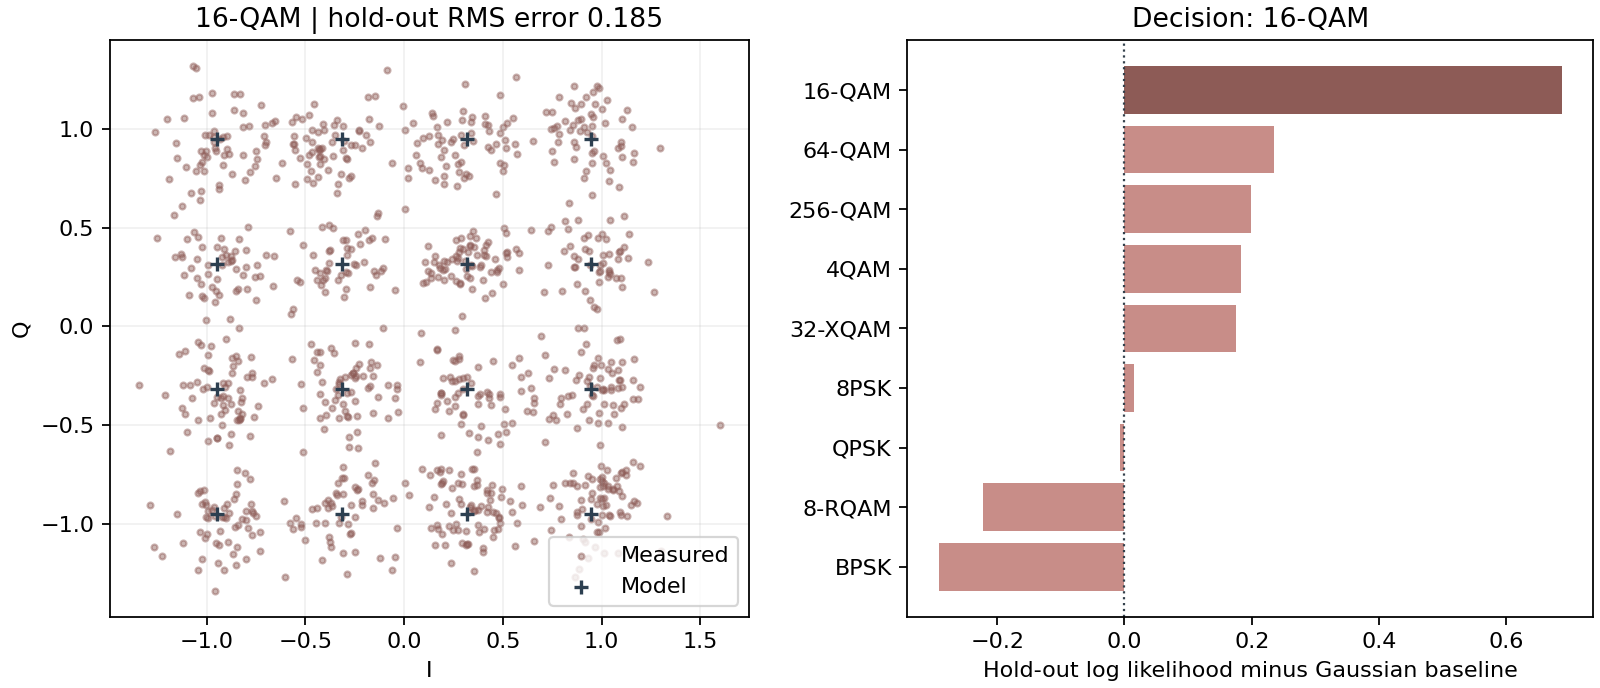 16-QAM | hold-out RMS error 0.185
1.0
0.5
0.0
−0.5
−1.0
Q
−1.0
−0.5
0.0
0.5
1.0
1.5
I
Measured
Model
Decision: 16-QAM
16-QAM
64-QAM
256-QAM
4QAM
32-XQAM
8PSK
QPSK
8-RQAM
BPSK
−0.2
0.0
0.2
0.4
0.6
Hold-out log likelihood minus Gaussian baseline